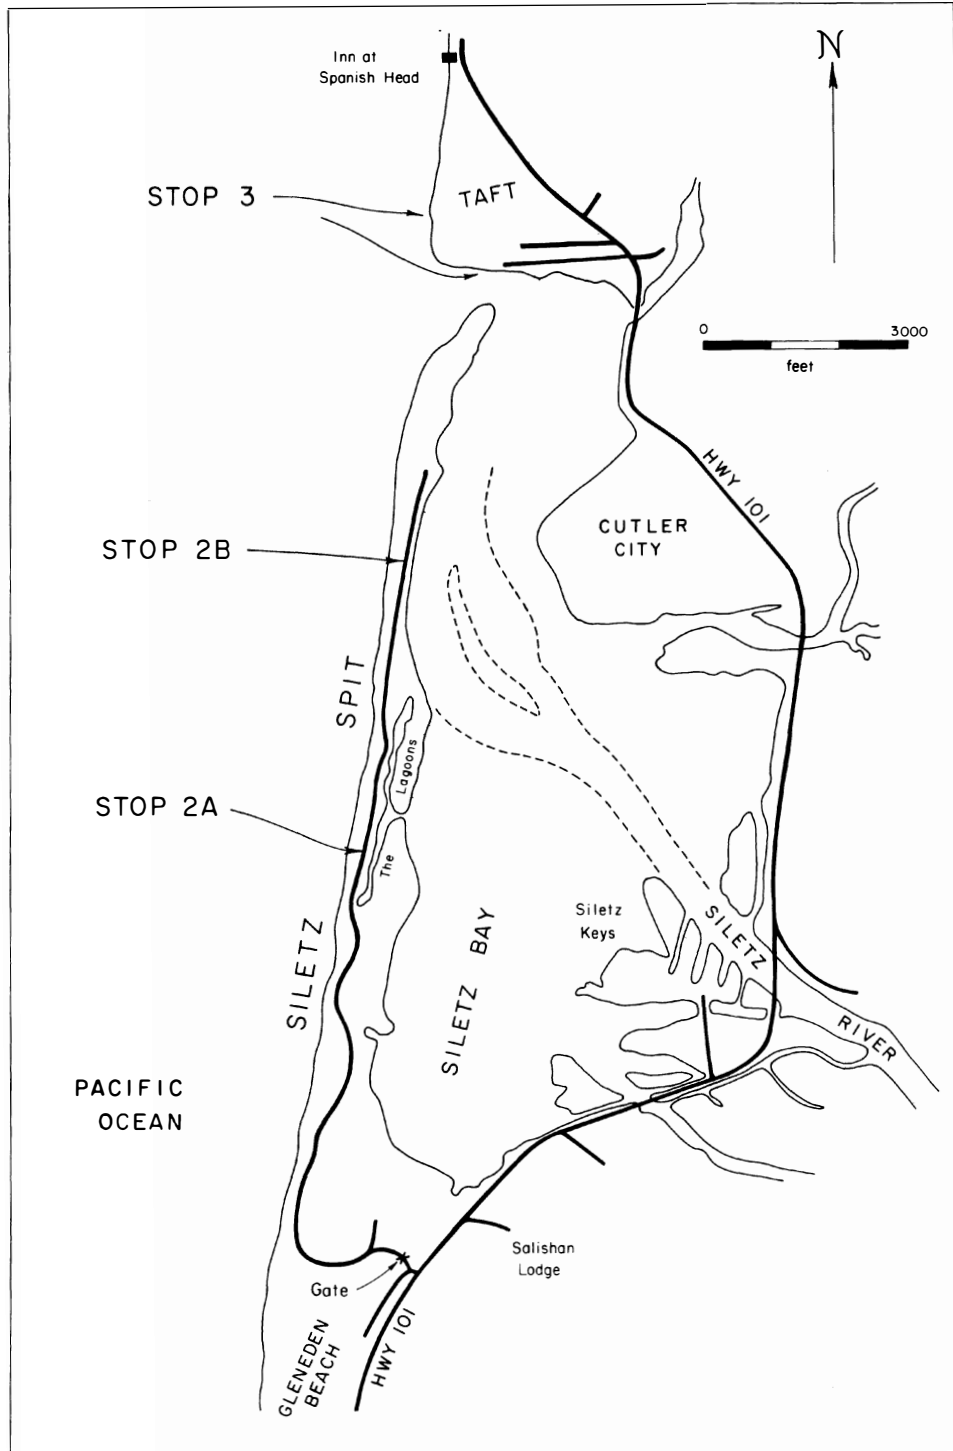 Inn at
Spanish Head
N
STOP 3
TAFT
0 3000
feet
HWY 101
CUTLER
CITY
STOP 2B
SPIT
Lagoons
STOP 2A
The
Siletz
Keys
SILETZ
SILETZ BAY
SILETZ
RIVER
PACIFIC
OCEAN
Salishan
Lodge
Gate
GLENEDEN
BEACH
HWY 101